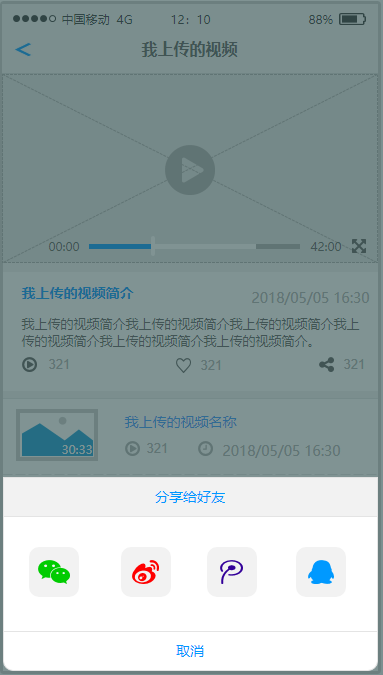 中国移动 4G 12：10 88%
< 我上传的视频
00:00 42:00
我上传的视频简介 2018/05/05 16:30
我上传的视频简介我上传的视频简介我上传的视频简介我上
传的视频简介我上传的视频简介我上传的视频简介。
321 321 321
我上传的视频名称
30:33 321 2018/05/05 16:30
分享给好友
取消